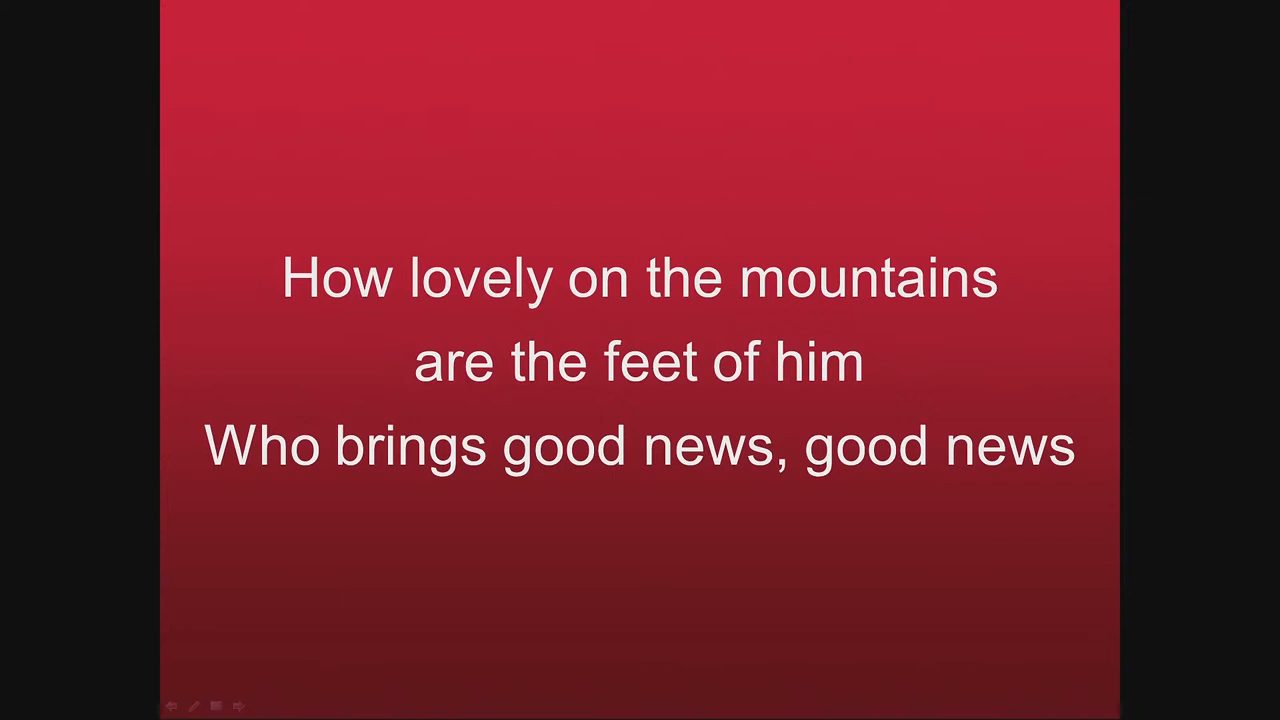 How lovely on the mountains
are the feet of him
Who brings good news, good news